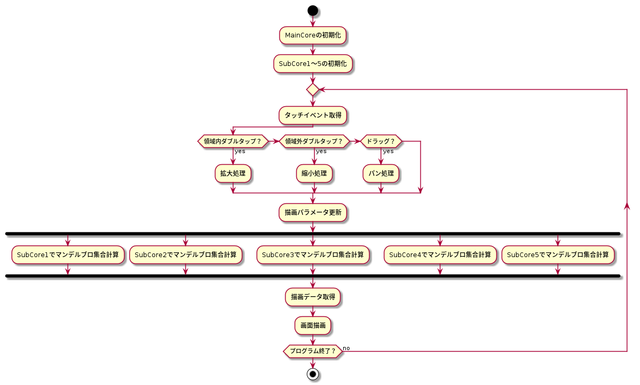 MainCoreの初期化
SubCore1～5の初期化
タッチイベント取得
領域内ダブルタップ？
領域外ダブルタップ？
ドラッグ？
yes
yes
yes
拡大処理
縮小処理
パン処理
描画パラメータ更新
SubCore1でマンデルブロ集合計算
SubCore2でマンデルブロ集合計算
SubCore3でマンデルブロ集合計算
SubCore4でマンデルブロ集合計算
SubCore5でマンデルブロ集合計算
描画データ取得
画面描画
プログラム終了？
no